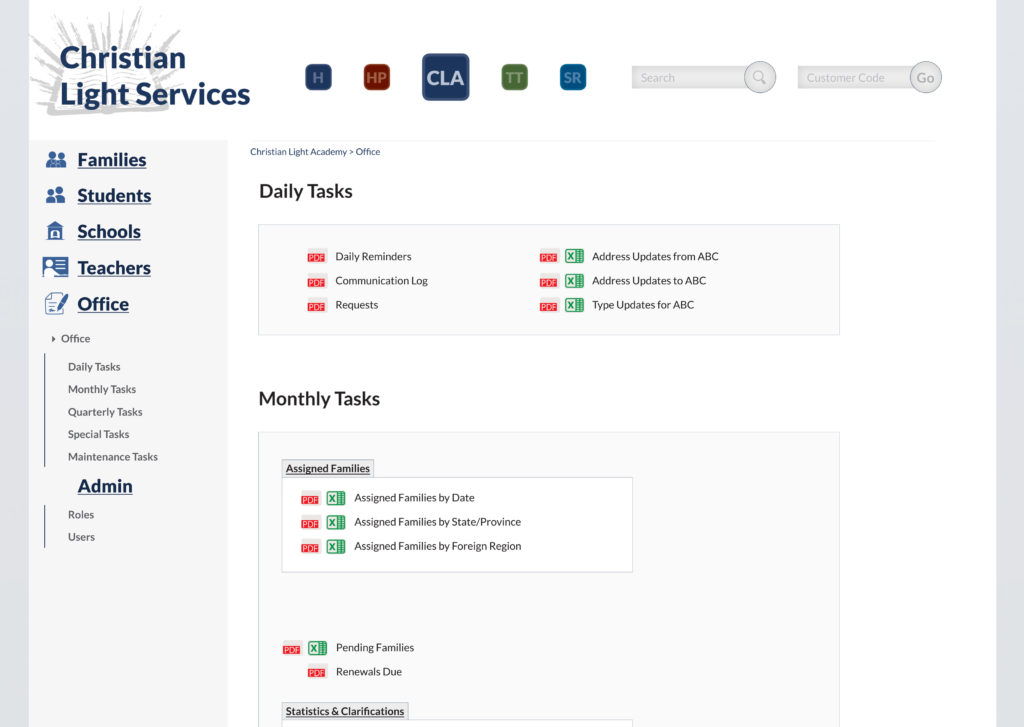 Christian
Light Services
H
HP
CLA
TT
SR
Search
Customer Code
Go
Families
Students
Schools
Teachers
Office
Office
Daily Tasks
Monthly Tasks
Quarterly Tasks
Special Tasks
Maintenance Tasks
Admin
Roles
Users
Christian Light Academy > Office
Daily Tasks
PDF Daily Reminders
PDF Communication Log
PDF Requests
PDF X Address Updates from ABC
PDF X Address Updates to ABC
PDF X Type Updates for ABC
Monthly Tasks
Assigned Families
PDF X Assigned Families by Date
PDF X Assigned Families by State/Province
PDF X Assigned Families by Foreign Region
PDF X Pending Families
PDF Renewals Due
Statistics & Clarifications